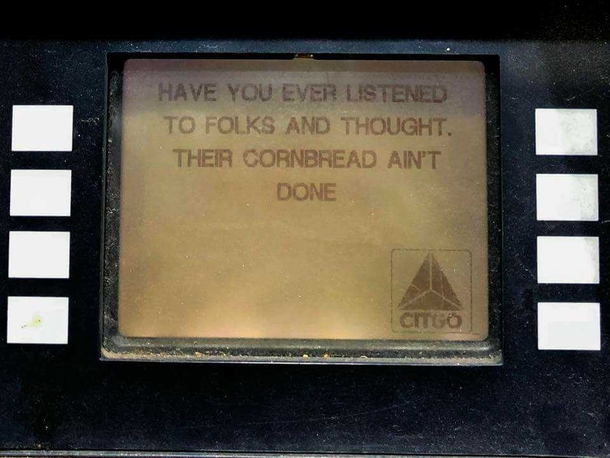 HAVE YOU EVER LISTENED
TO FOLKS AND THOUGHT.
THEIR CORNBREAD AIN'T
DONE
CITGO